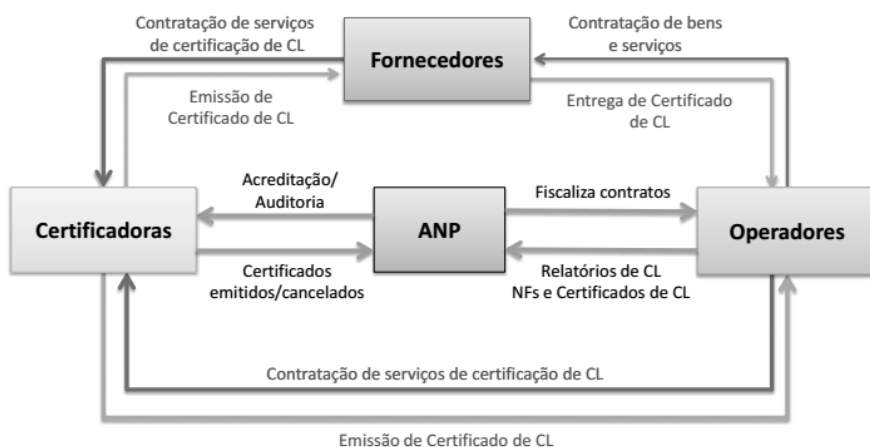 Contratação de serviços
de certificação de CL
Fornecedores
Contratação de bens
e serviços
Emissão de
Certificado de CL
Entrega de Certificado
de CL
Acreditação/
Auditoria
Fiscaliza contratos
Certificadoras
ANP
Operadores
Certificados
emitidos/cancelados
Relatórios de CL
NFs e Certificados de CL
Contratação de serviços de certificação de CL
Emissão de Certificado de CL